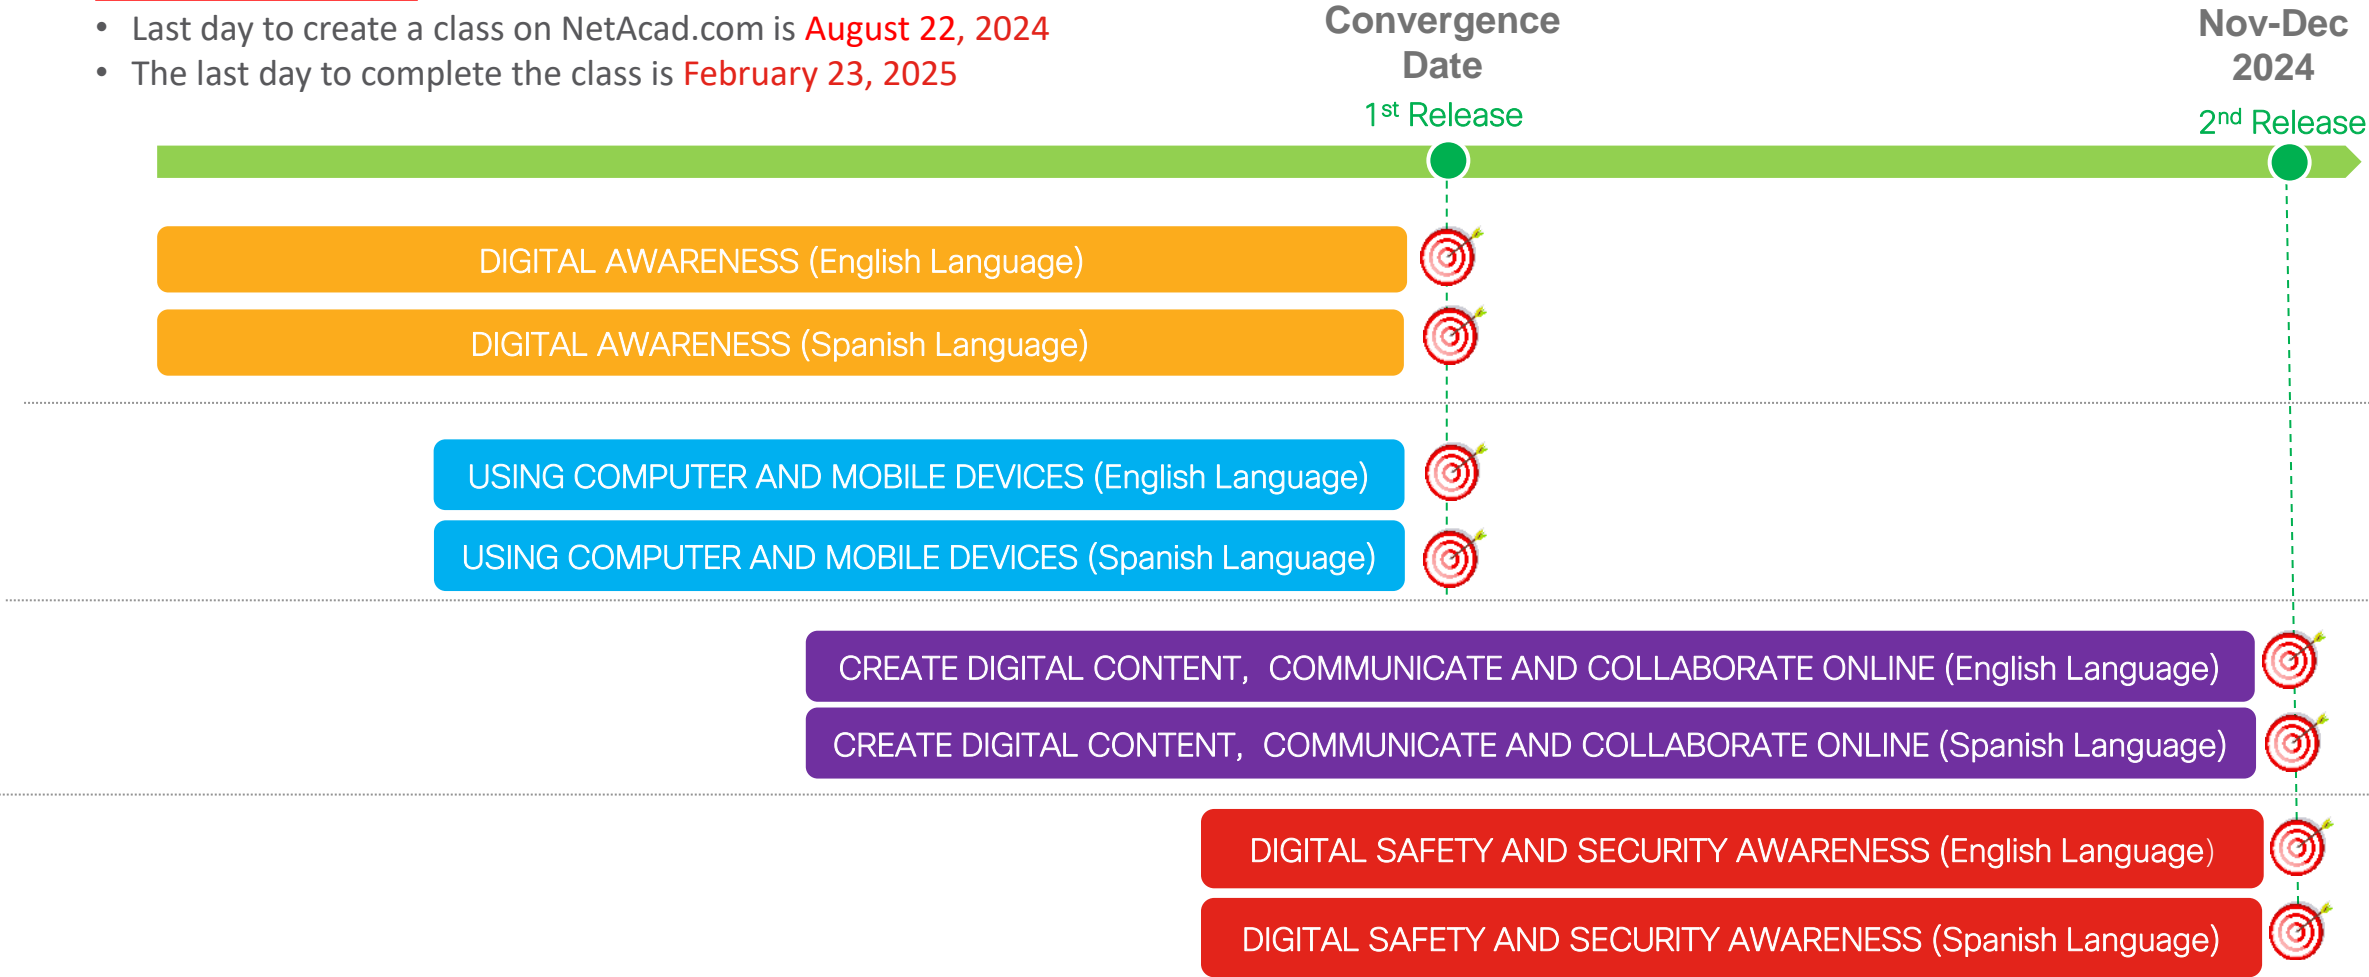 • Last day to create a class on NetAcad.com is August 22, 2024
• The last day to complete the class is February 23, 2025
Convergence
Date
1st Release
Nov-Dec
2024
2nd Release
DIGITAL AWARENESS (English Language)
DIGITAL AWARENESS (Spanish Language)
USING COMPUTER AND MOBILE DEVICES (English Language)
USING COMPUTER AND MOBILE DEVICES (Spanish Language)
CREATE DIGITAL CONTENT, COMMUNICATE AND COLLABORATE ONLINE (English Language)
CREATE DIGITAL CONTENT, COMMUNICATE AND COLLABORATE ONLINE (Spanish Language)
DIGITAL SAFETY AND SECURITY AWARENESS (English Language)
DIGITAL SAFETY AND SECURITY AWARENESS (Spanish Language)